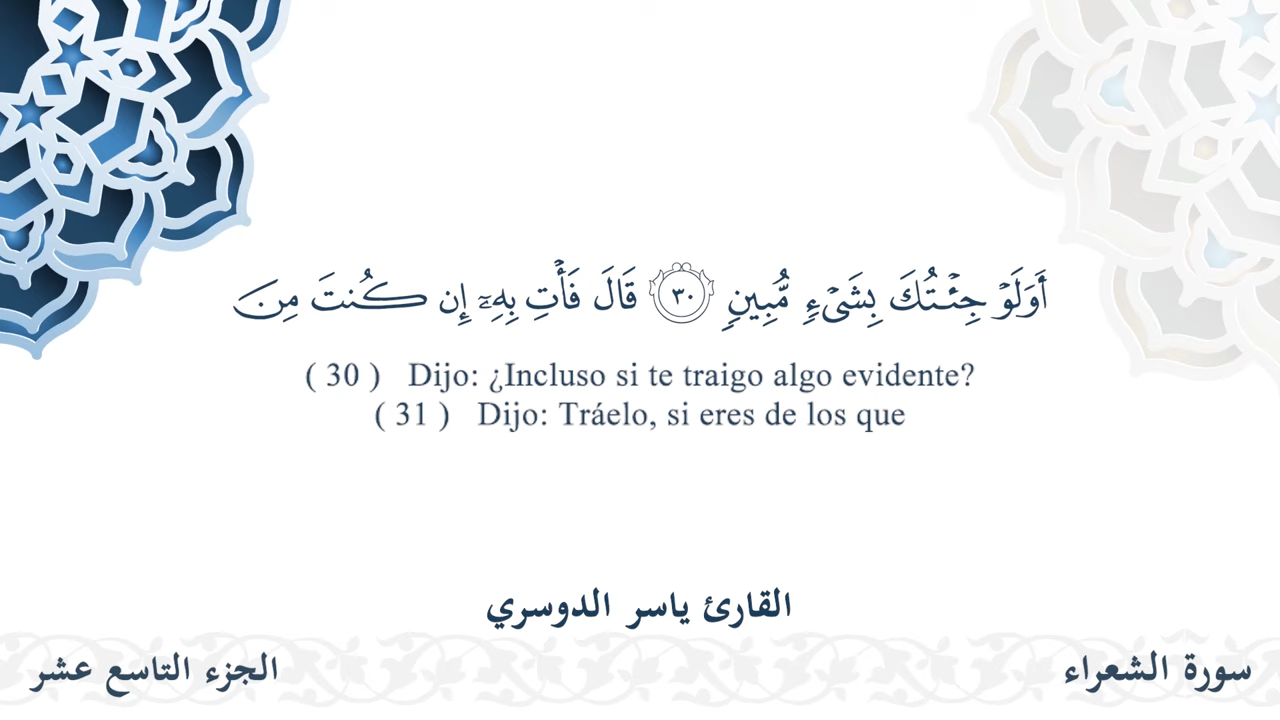 أَوَلَوْ جِئْتُكَ بِشَىْءٍ مُّبِينٍ ٣٠ قَالَ فَأْتِ بِهِۦٓ إِن كُنتَ مِنَ
( 30 ) Dijo: ¿Incluso si te traigo algo evidente?
( 31 ) Dijo: Tráelo, si eres de los que
القارئ ياسر الدوسري
سورة الشعراء
الجزء التاسع عشر